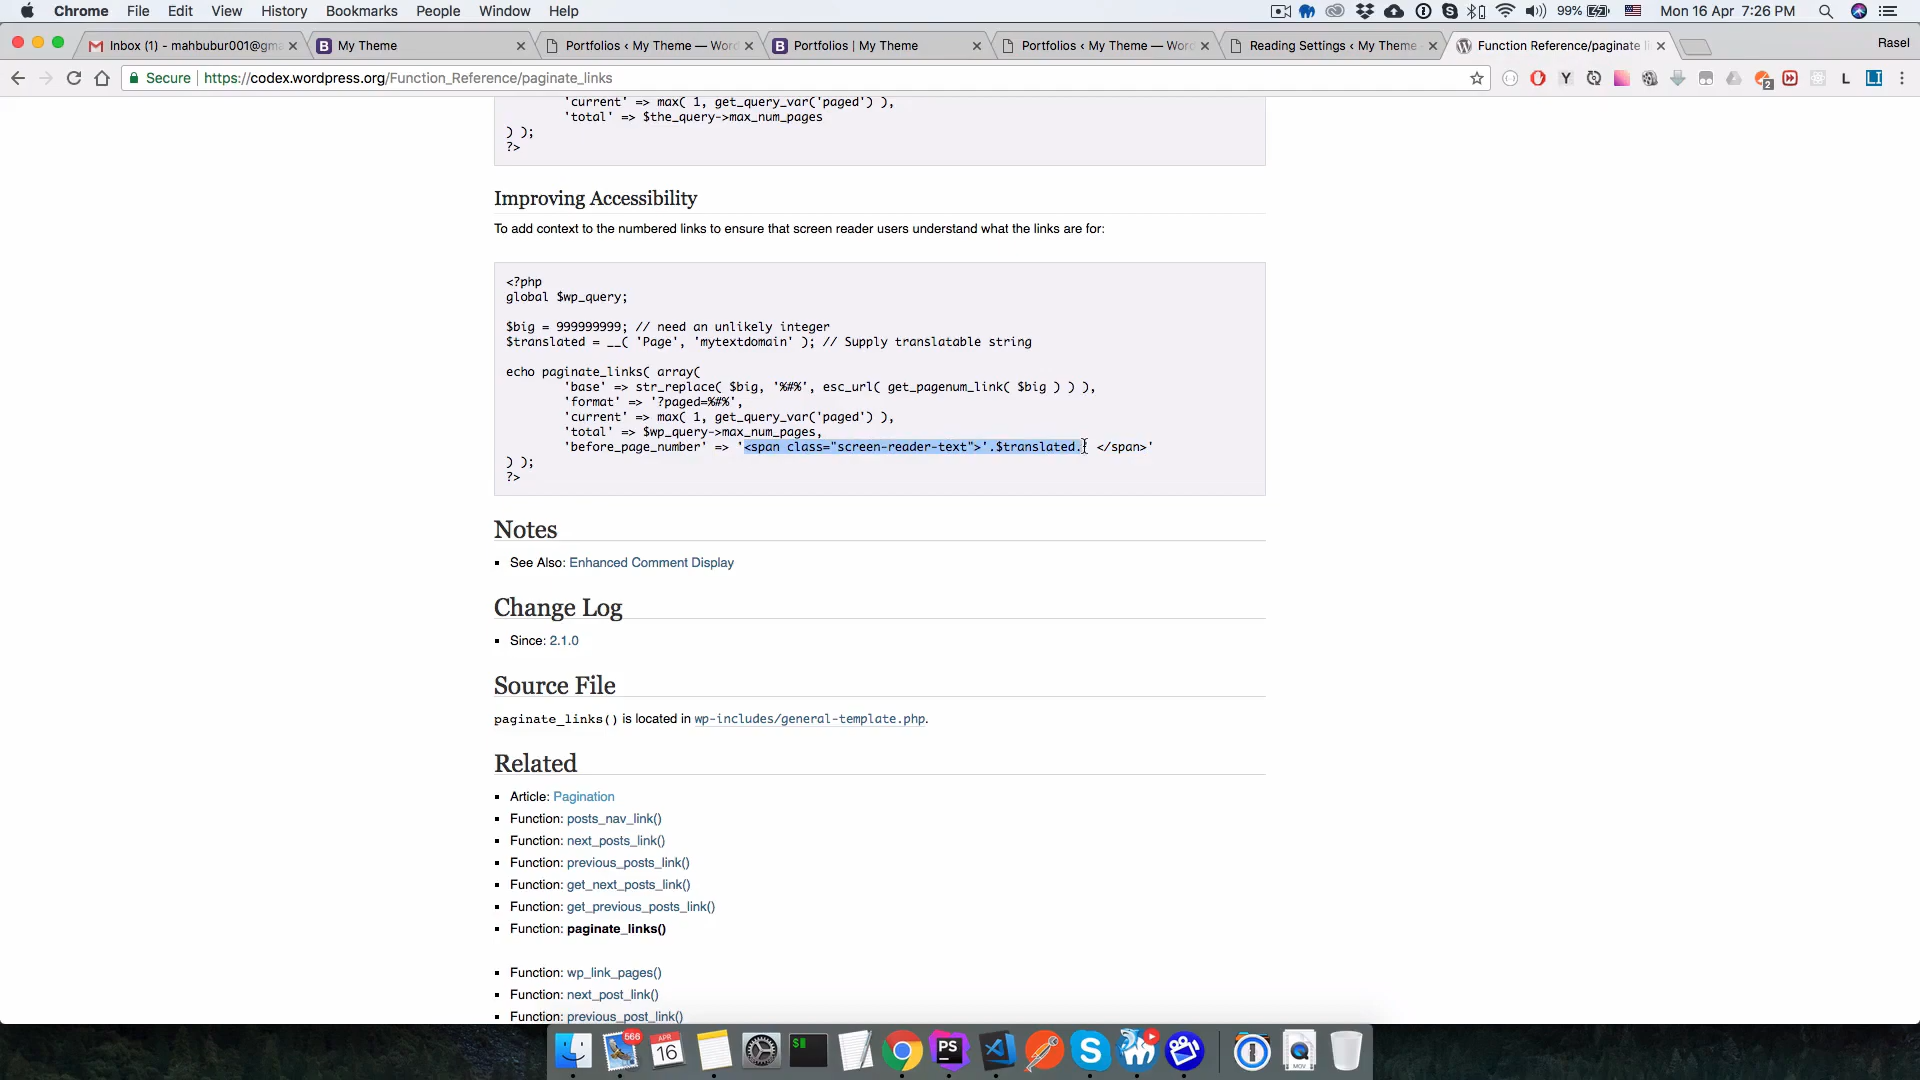 Chrome File Edit View History Bookmarks People Window Help 99% Mon 16 Apr 7:26 PM
Inbox (1) - mahbubur001@gm
My Theme
Portfolios ‹ My Theme — Word
Portfolios | My Theme
Portfolios ‹ My Theme — Word
Reading Settings ‹ My Theme
Function Reference/paginate l
Rasel
Secure https://codex.wordpress.org/Function_Reference/paginate_links
'current' => max( 1, get_query_var('paged') ),
'total' => $the_query->max_num_pages
) );
?>
Improving Accessibility
To add context to the numbered links to ensure that screen reader users understand what the links are for:
<?php
global $wp_query;
$big = 999999999; // need an unlikely integer
$translated = __( 'Page', 'mytextdomain' ); // Supply translatable string
echo paginate_links( array(
'base' => str_replace( $big, '%#%', esc_url( get_pagenum_link( $big ) ) ),
'format' => '?paged=%#%',
'current' => max( 1, get_query_var('paged') ),
'total' => $wp_query->max_num_pages,
'before_page_number' => '<span class="screen-reader-text">'.$translated.' </span>'
) );
?>
Notes
See Also: Enhanced Comment Display
Change Log
Since: 2.1.0
Source File
paginate_links() is located in wp-includes/general-template.php.
Related
Article: Pagination
Function: posts_nav_link()
Function: next_posts_link()
Function: previous_posts_link()
Function: get_next_posts_link()
Function: get_previous_posts_link()
Function: paginate_links()
Function: wp_link_pages()
Function: next_post_link()
Function: previous_post_link()
566
APR
16
PS